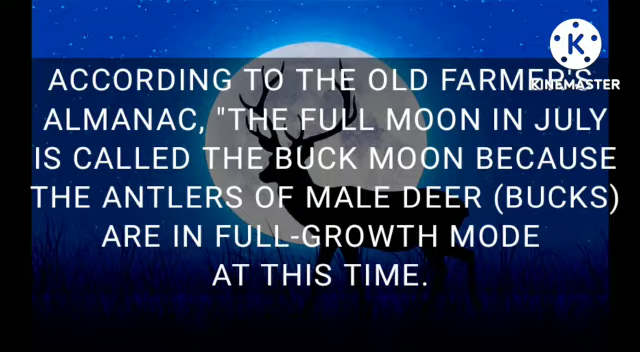 K
KINEMASTER
ACCORDING TO THE OLD FARMER'S
ALMANAC, "THE FULL MOON IN JULY
IS CALLED THE BUCK MOON BECAUSE
THE ANTLERS OF MALE DEER (BUCKS)
ARE IN FULL-GROWTH MODE
AT THIS TIME.